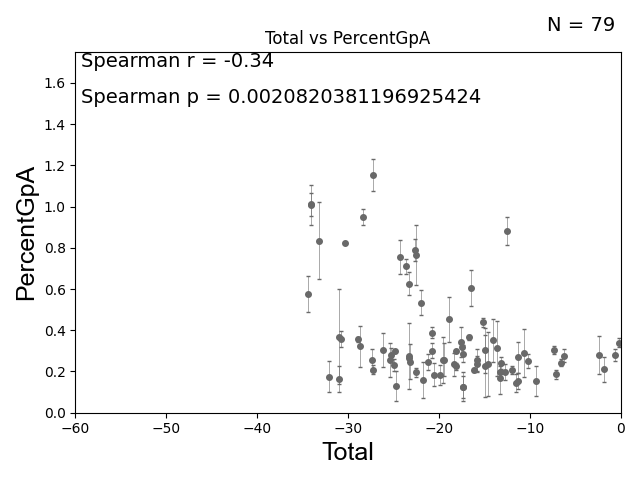 N = 79
Total vs PercentGpA
Spearman r = -0.34
Spearman p = 0.0020820381196925424
1.6
1.4
1.2
1.0
0.8
0.6
0.4
0.2
0.0
PercentGpA
−60 −50 −40 −30 −20 −10 0
Total